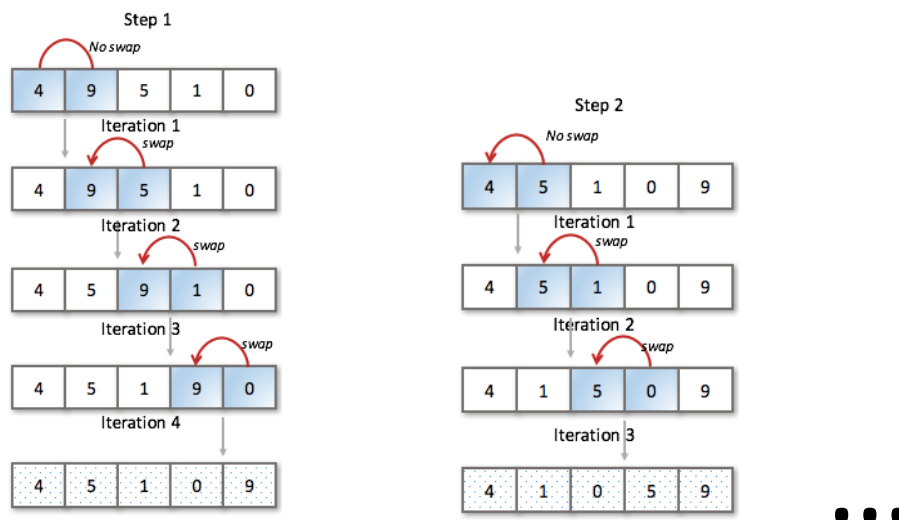 Step 1
No swap
4 9 5 1 0
Iteration 1
swap
4 9 5 1 0
Iteration 2
swap
4 5 9 1 0
Iteration 3
swap
4 5 1 9 0
Iteration 4
4 5 1 0 9
Step 2
No swap
4 5 1 0 9
Iteration 1
swap
4 5 1 0 9
Iteration 2
swap
4 1 5 0 9
Iteration 3
4 1 0 5 9
...